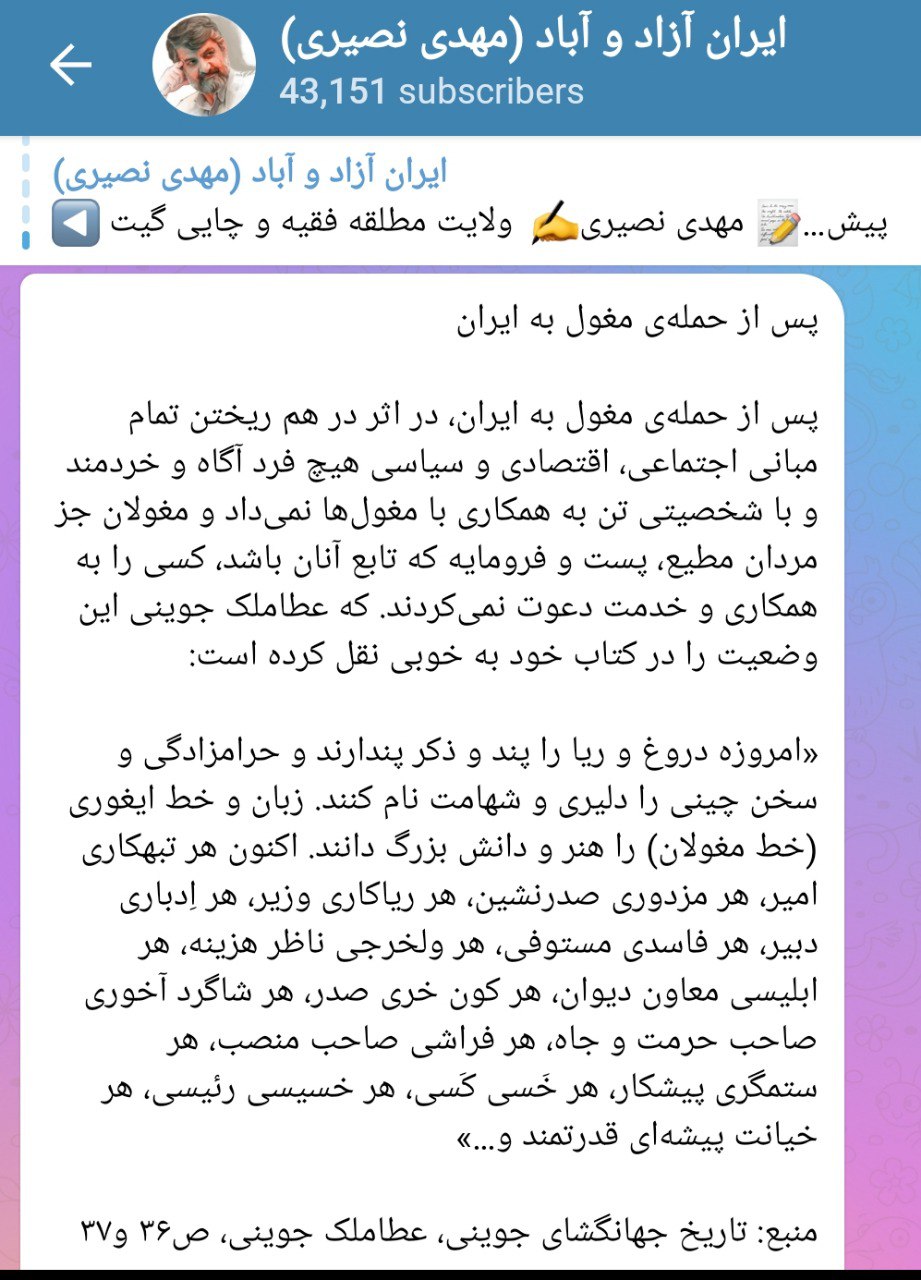 ایران آزاد و آباد (مهدی نصیری)
43,151 subscribers
ایران آزاد و آباد (مهدی نصیری)
پیش...📝 مهدی نصیری✍️ ولایت مطلقه فقیه و چایی گیت ◀️
پس از حمله‌ی مغول به ایران
پس از حمله‌ی مغول به ایران، در اثر در هم ریختن تمام
مبانی اجتماعی، اقتصادی و سیاسی هیچ فرد آگاه و خردمند
و با شخصیتی تن به همکاری با مغول‌ها نمی‌داد و مغولان جز
مردان مطیع، پست و فرومایه که تابع آنان باشد، کسی را به
همکاری و خدمت دعوت نمی‌کردند. که عطاملک جوینی این
وضعیت را در کتاب خود به خوبی نقل کرده است:
«امروزه دروغ و ریا را پند و ذکر پندارند و حرامزادگی و
سخن چینی را دلیری و شهامت نام کنند. زبان و خط ایغوری
(خط مغولان) را هنر و دانش بزرگ دانند. اکنون هر تبهکاری
امیر، هر مزدوری صدرنشین، هر ریاکاری وزیر، هر اِدباری
دبیر، هر فاسدی مستوفی، هر ولخرجی ناظر هزینه، هر
ابلیسی معاون دیوان، هر کون خری صدر، هر شاگرد آخوری
صاحب حرمت و جاه، هر فراشی صاحب منصب، هر
ستمگری پیشکار، هر خَسی کَسی، هر خسیسی رئیسی، هر
خیانت پیشه‌ای قدرتمند و...»
منبع: تاریخ جهانگشای جوینی، عطاملک جوینی، ص۳۶ و۳۷